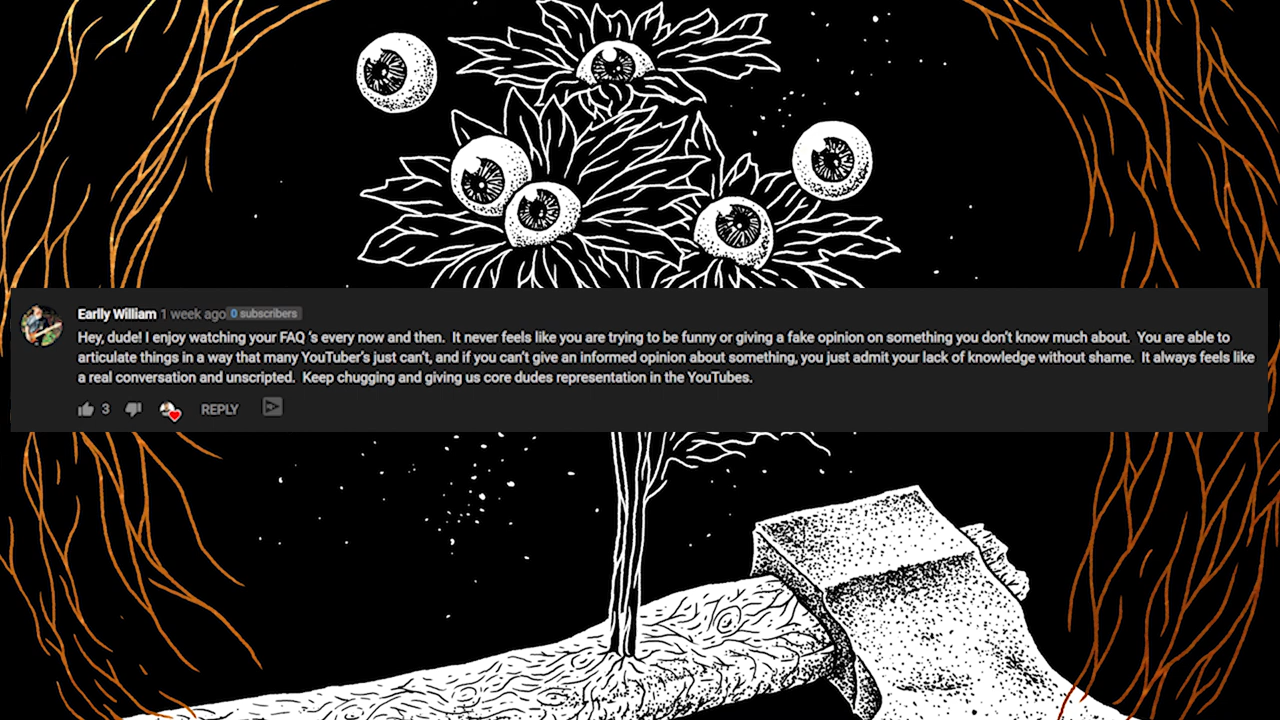 Earlly William 1 week ago 0 subscribers
Hey, dude! I enjoy watching your FAQ 's every now and then.  It never feels like you are trying to be funny or giving a fake opinion on something you don't know much about.  You are able to
articulate things in a way that many YouTuber's just can't, and if you can't give an informed opinion about something, you just admit your lack of knowledge without shame.  It always feels like
a real conversation and unscripted.  Keep chugging and giving us core dudes representation in the YouTubes.
3 REPLY